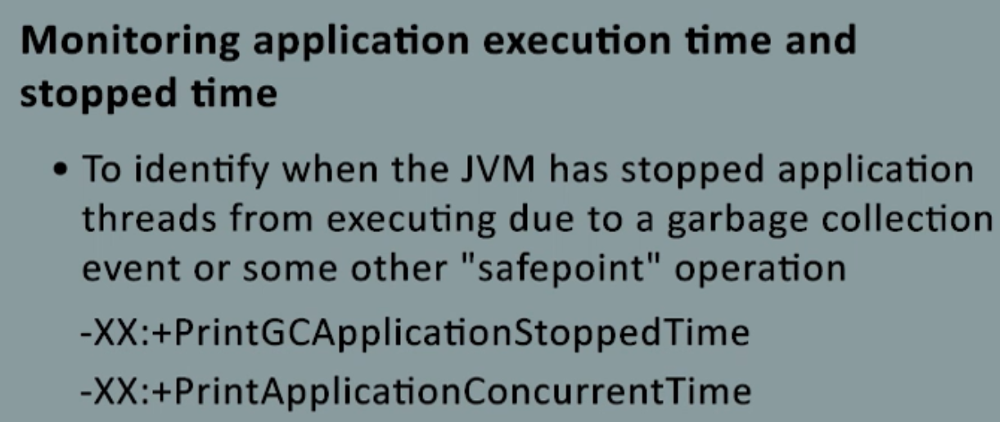 Monitoring application execution time and
stopped time
• To identify when the JVM has stopped application
threads from executing due to a garbage collection
event or some other "safepoint" operation
-XX:+PrintGCApplicationStoppedTime
-XX:+PrintApplicationConcurrentTime